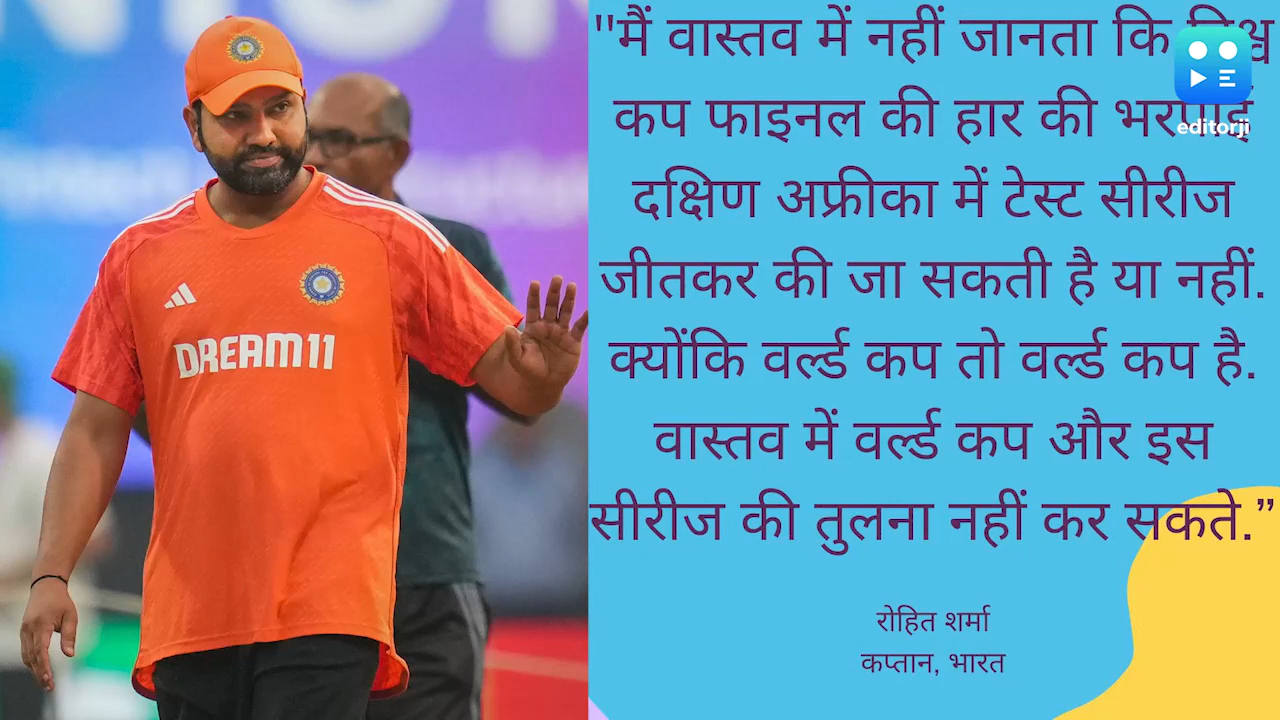 "मैं वास्तव में नहीं जानता कि
कप फाइनल की हार की भरपाई
दक्षिण अफ्रीका में टेस्ट सीरीज
जीतकर की जा सकती है या नहीं.
क्योंकि वर्ल्ड कप तो वर्ल्ड कप है.
वास्तव में वर्ल्ड कप और इस
सीरीज की तुलना नहीं कर सकते.”
रोहित शर्मा
कप्तान, भारत
editorji
DREAM11